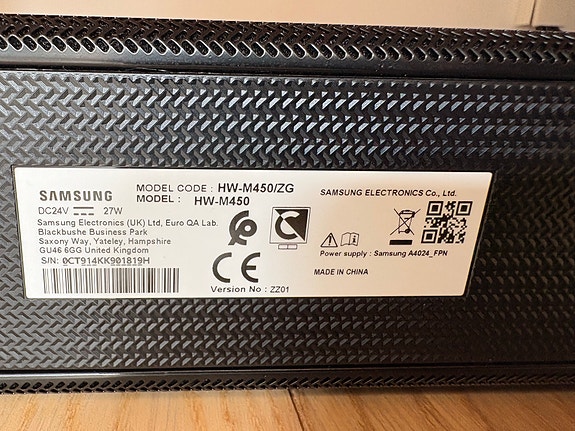 SAMSUNG
DC24V 27W
MODEL CODE : HW-M450/ZG
MODEL : HW-M450
Samsung Electronics (UK) Ltd, Euro QA Lab.
Blackbushe Business Park
Saxony Way, Yateley, Hampshire
GU46 6GG United Kingdom
S/N: 0CT914KK901819H
CE
Version No : ZZ01
SAMSUNG ELECTRONICS Co., Ltd.
Power supply : Samsung A4024_FPN
MADE IN CHINA